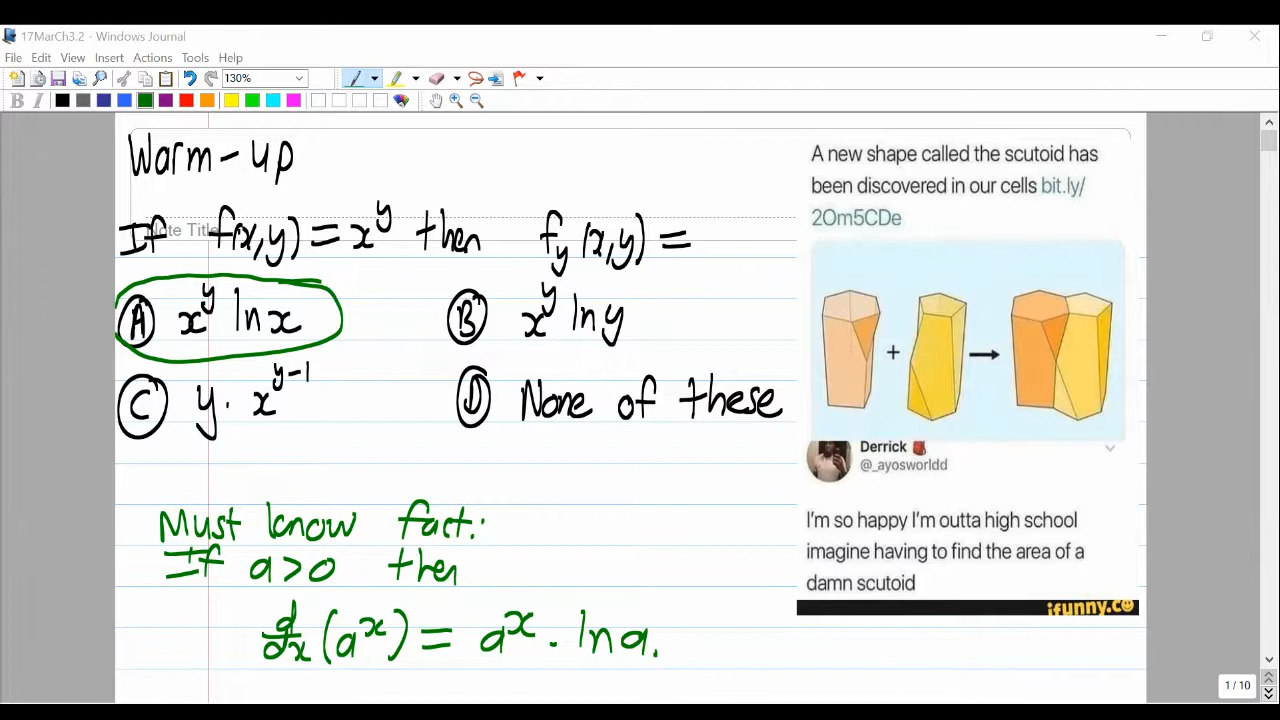 17MarCh3.2 - Windows Journal
File Edit View Insert Actions Tools Help
130%
B I
Note Title
Warm-up
If f(x,y) = x^y then f_y(x,y) =
(A) x^y ln x (B) x^y ln y
(C) y · x^{y-1} (D) None of these
Must know fact:
If a > 0 then
d/dx (a^x) = a^x · ln a.
A new shape called the scutoid has
been discovered in our cells bit.ly/
2Om5CDe
+ →
Derrick
@_ayosworldd
I'm so happy I'm outta high school
imagine having to find the area of a
damn scutoid
ifunny.co
1 / 10